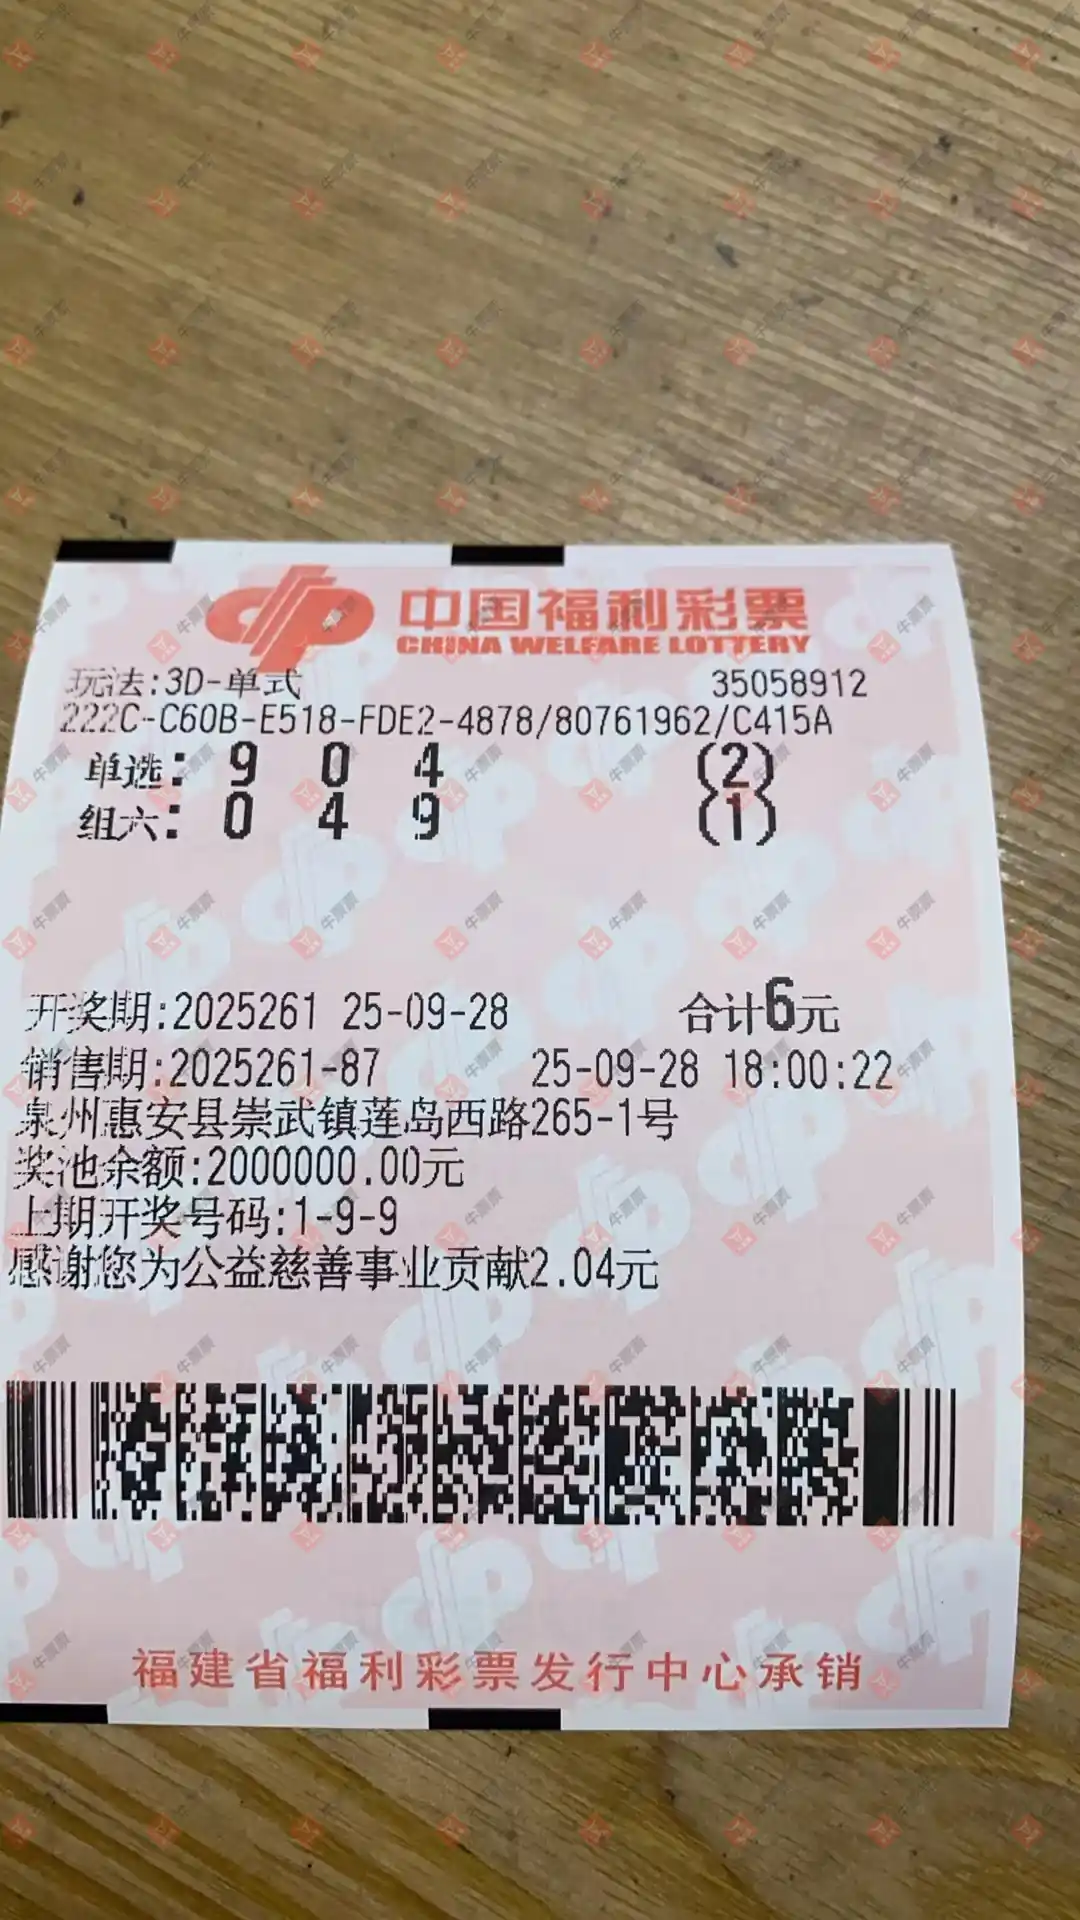 中国福利彩票
CHINA WELFARE LOTTERY
玩法:3D-单式 35058912
222C-C60B-E518-FDE2-4878/80761962/C415A
单选: 9 0 4 (2)
组六: 0 4 9 (1)
开奖期:2025261 25-09-28 合计6元
销售期:2025261-87 25-09-28 18:00:22
泉州惠安县崇武镇莲岛西路265-1号
奖池余额:2000000.00元
上期开奖号码:1-9-9
感谢您为公益慈善事业贡献2.04元
福建省福利彩票发行中心承销
牛票票